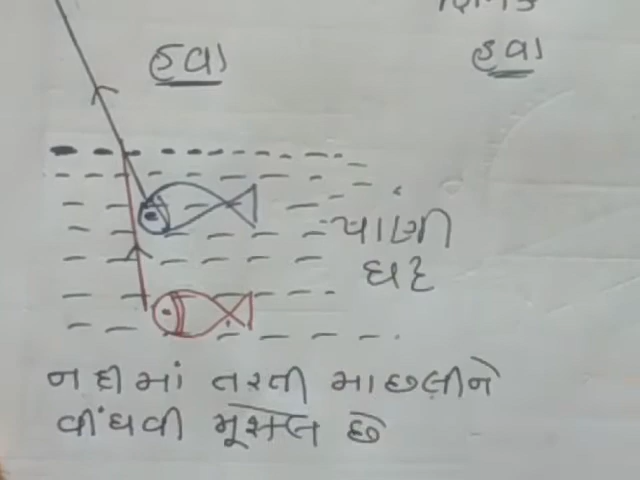 હવા
હવા
પાણી
ઘટ્ટ
નદીમાં તરતી માછલીને
વીંધવી મૂશ્કેલ છે